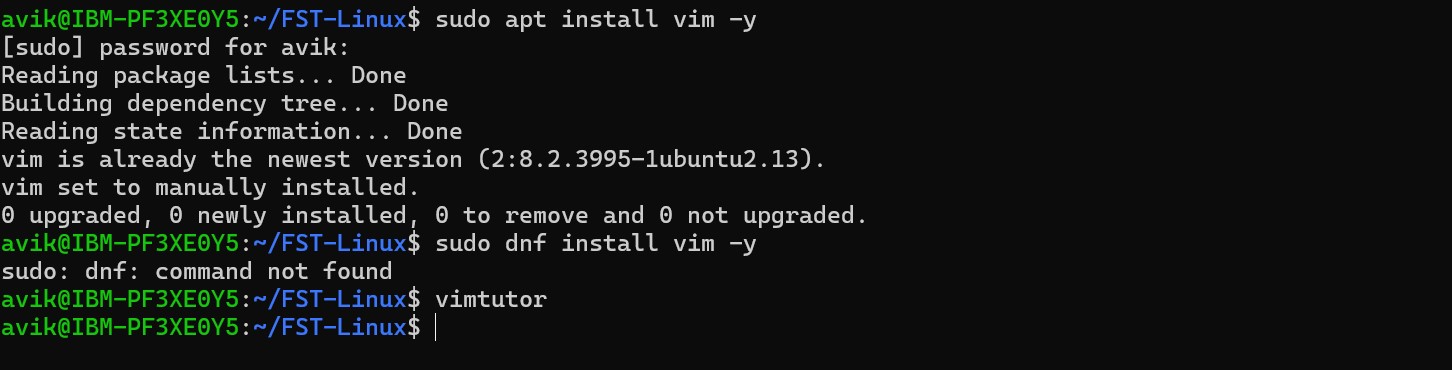 avik@IBM-PF3XE0Y5:~/FST-Linux$ sudo apt install vim -y
[sudo] password for avik:
Reading package lists... Done
Building dependency tree... Done
Reading state information... Done
vim is already the newest version (2:8.2.3995-1ubuntu2.13).
vim set to manually installed.
0 upgraded, 0 newly installed, 0 to remove and 0 not upgraded.
avik@IBM-PF3XE0Y5:~/FST-Linux$ sudo dnf install vim -y
sudo: dnf: command not found
avik@IBM-PF3XE0Y5:~/FST-Linux$ vimtutor
avik@IBM-PF3XE0Y5:~/FST-Linux$